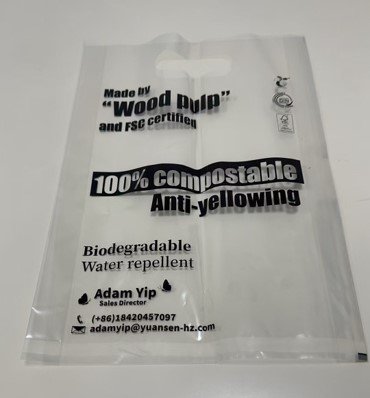 Made by
“Wood pulp”
and FSC certified
100% compostable
Anti-yellowing
Biodegradable
Water repellent
Adam Yip
Sales Director
(+86)18420457097
adamyip@yuansen-hz.com